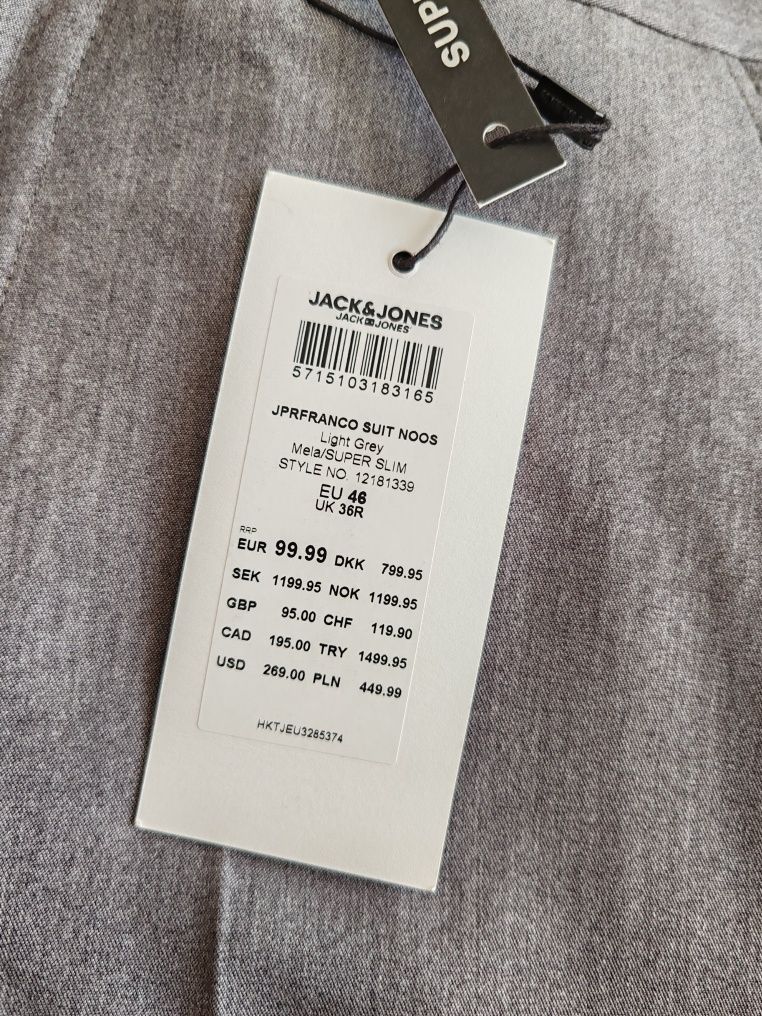 SUP
JACK&JONES
JACK&JONES
5715103183165
JPRFRANCO SUIT NOOS
Light Grey
Mela/SUPER SLIM
STYLE NO. 12181339
EU 46
UK 36R
RRP
EUR 99.99 DKK 799.95
SEK 1199.95 NOK 1199.95
GBP 95.00 CHF 119.90
CAD 195.00 TRY 1499.95
USD 269.00 PLN 449.99
HKTJEU3285374